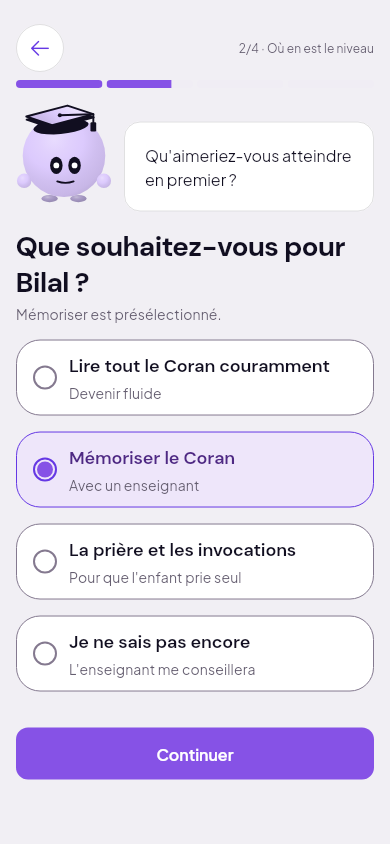 2/4 · Où en est le niveau
Qu'aimeriez-vous atteindre
en premier ?
Que souhaitez-vous pour
Bilal ?
Mémoriser est présélectionné.
Lire tout le Coran couramment
Devenir fluide
Mémoriser le Coran
Avec un enseignant
La prière et les invocations
Pour que l'enfant prie seul
Je ne sais pas encore
L'enseignant me conseillera
Continuer